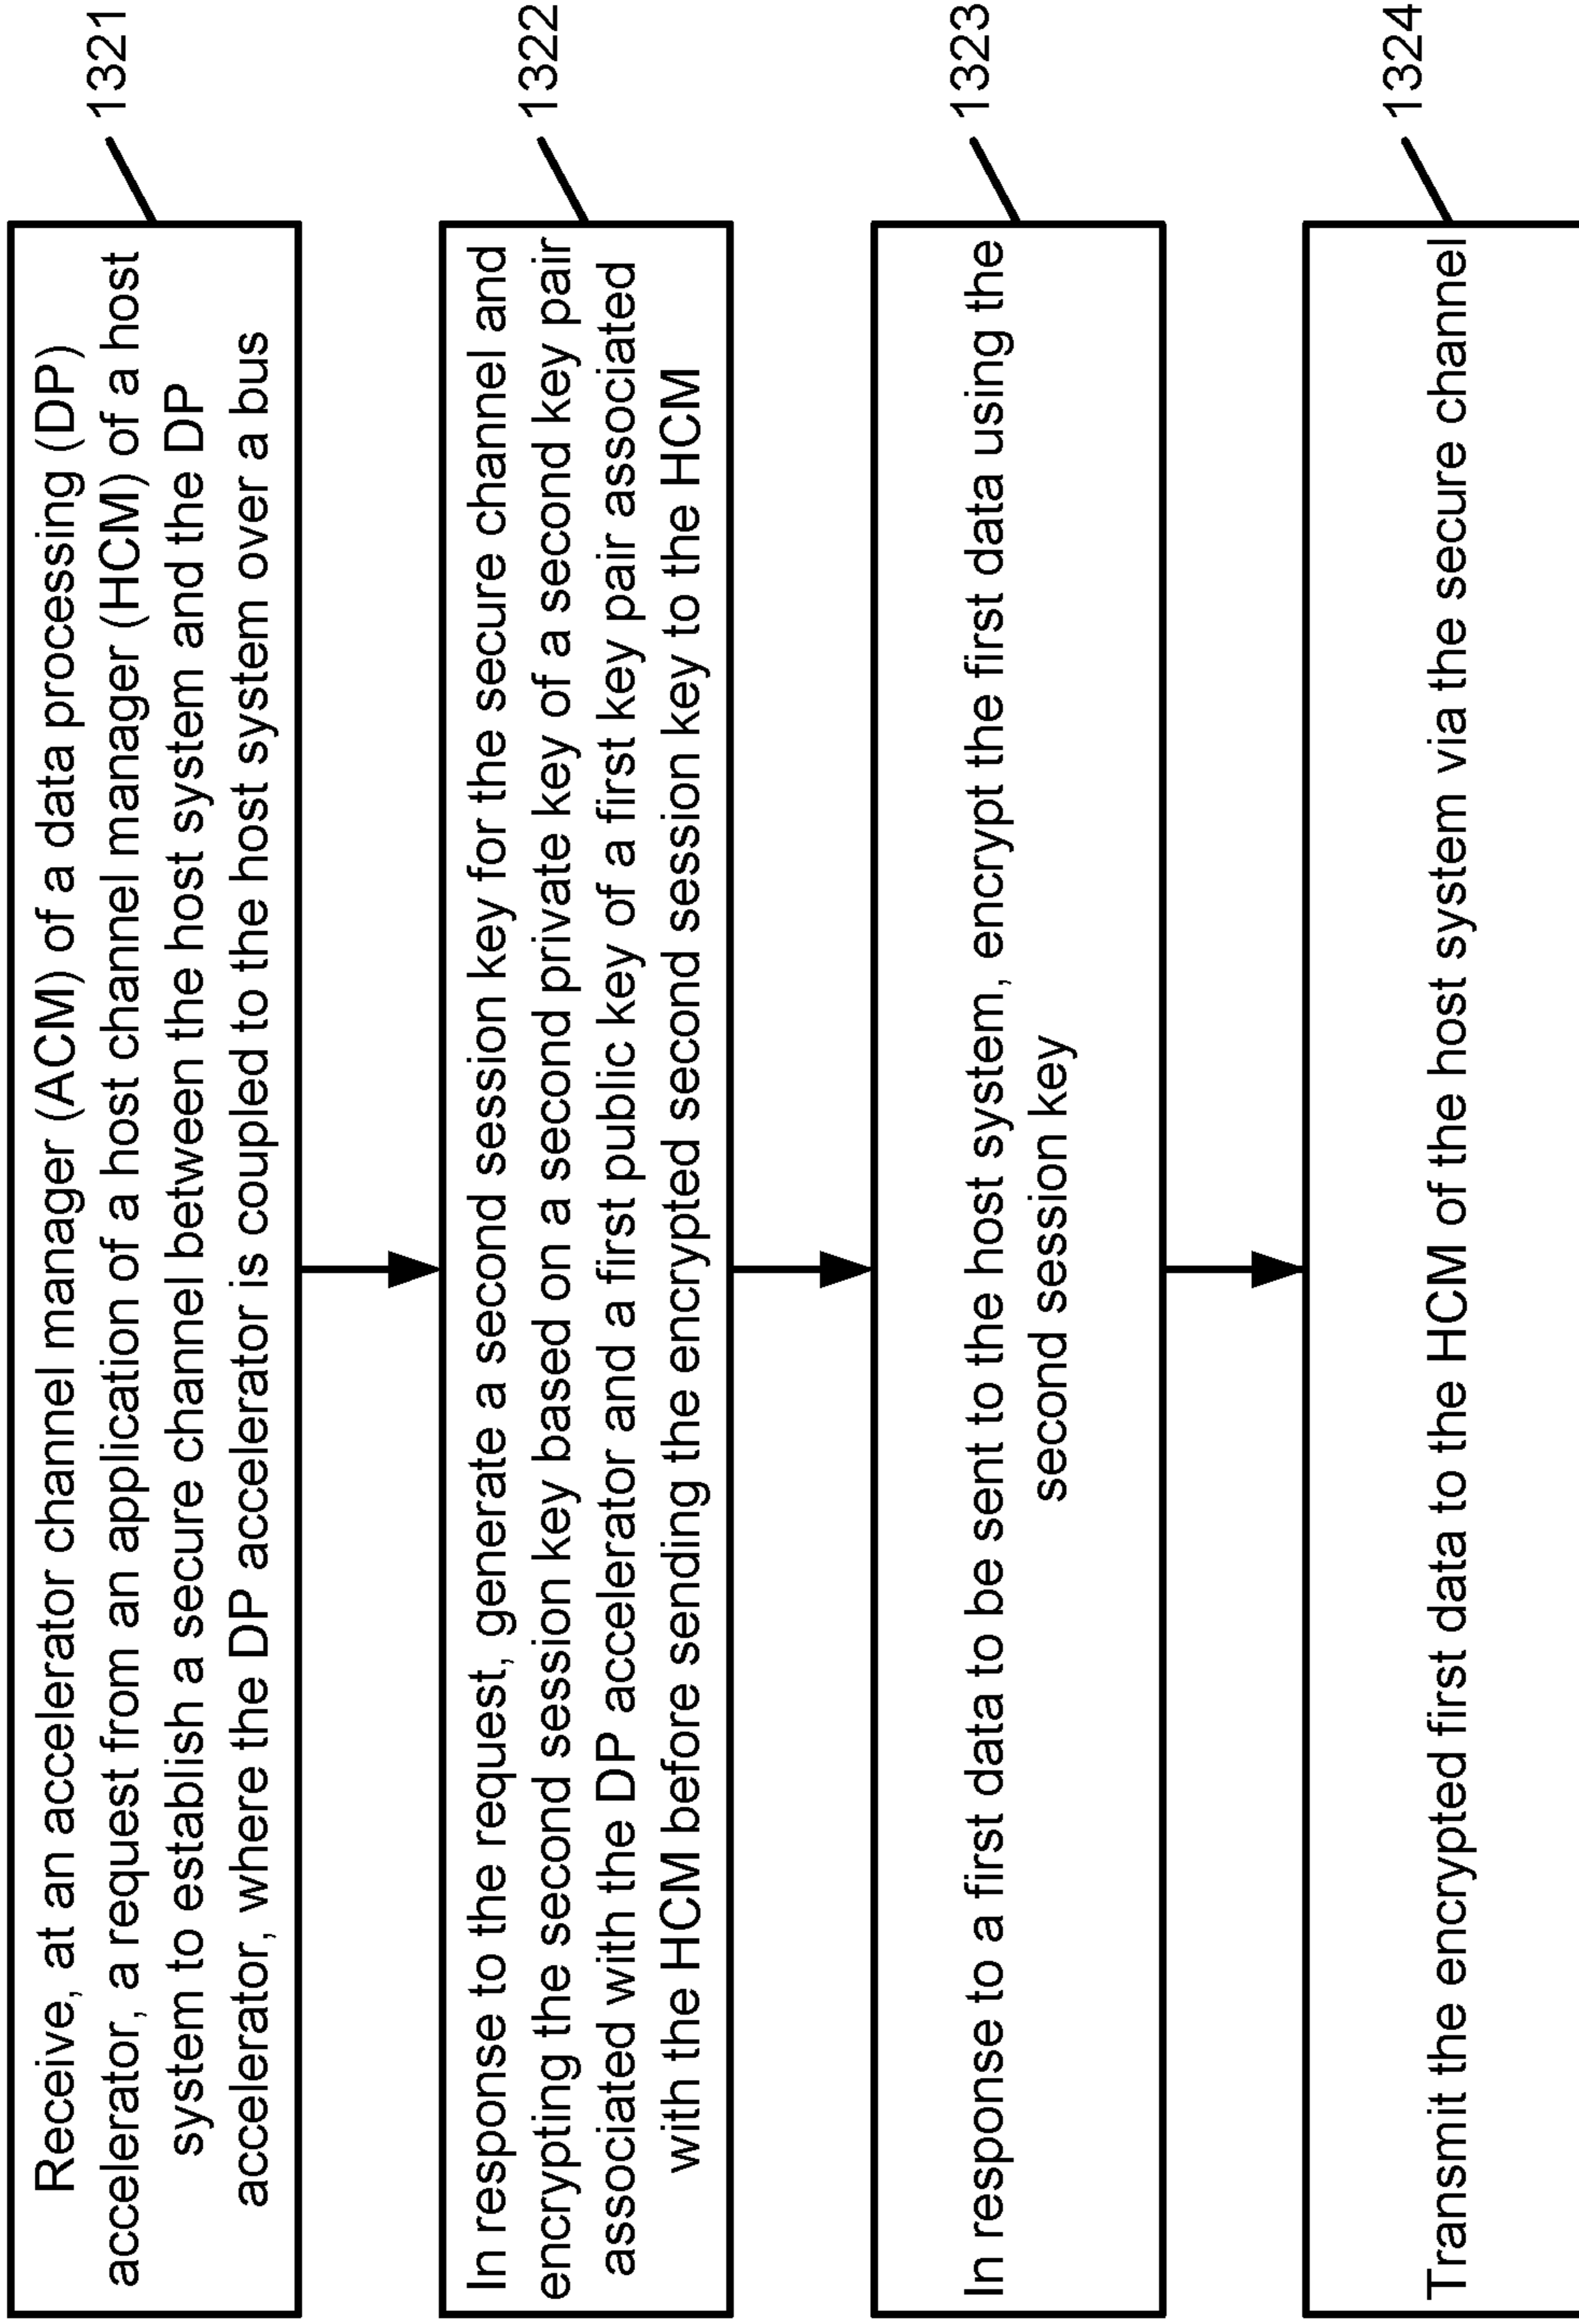 Receive, at an accelerator channel manager (ACM) of a data processing (DP)
accelerator, a request from an application of a host channel manager (HCM) of a host
system to establish a secure channel between the host system and the DP
accelerator, where the DP accelerator is coupled to the host system over a bus
1321
In response to the request, generate a second session key for the secure channel and
encrypting the second session key based on a second private key of a second key pair
associated with the DP accelerator and a first public key of a first key pair associated
with the HCM before sending the encrypted second session key to the HCM
1322
In response to a first data to be sent to the host system, encrypt the first data using the
second session key
1323
Transmit the encrypted first data to the HCM of the host system via the secure channel
1324